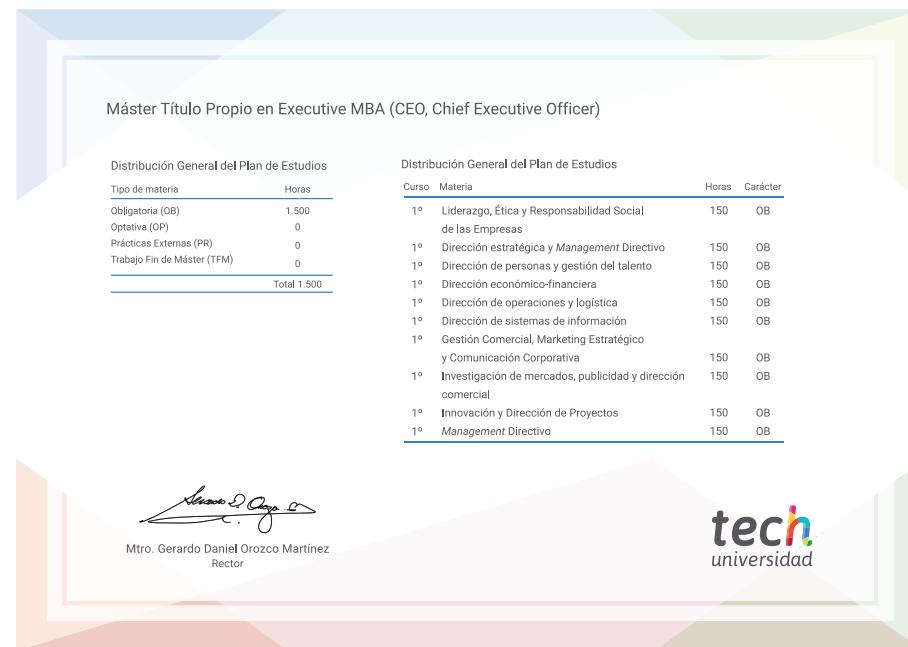 Máster Título Propio en Executive MBA (CEO, Chief Executive Officer)
Distribución General del Plan de Estudios
Tipo de materia Horas
Obligatoria (OB) 1.500
Optativa (OP) 0
Prácticas Externas (PR) 0
Trabajo Fin de Máster (TFM) 0
Total 1.500
Distribución General del Plan de Estudios
Curso Materia Horas Carácter
1º Liderazgo, Ética y Responsabilidad Social 150 OB
de las Empresas
1º Dirección estratégica y Management Directivo 150 OB
1º Dirección de personas y gestión del talento 150 OB
1º Dirección económico-financiera 150 OB
1º Dirección de operaciones y logística 150 OB
1º Dirección de sistemas de información 150 OB
1º Gestión Comercial, Marketing Estratégico
y Comunicación Corporativa 150 OB
1º Investigación de mercados, publicidad y dirección 150 OB
comercial
1º Innovación y Dirección de Proyectos 150 OB
1º Management Directivo 150 OB
Mtro. Gerardo Daniel Orozco Martínez
Rector
tech
universidad